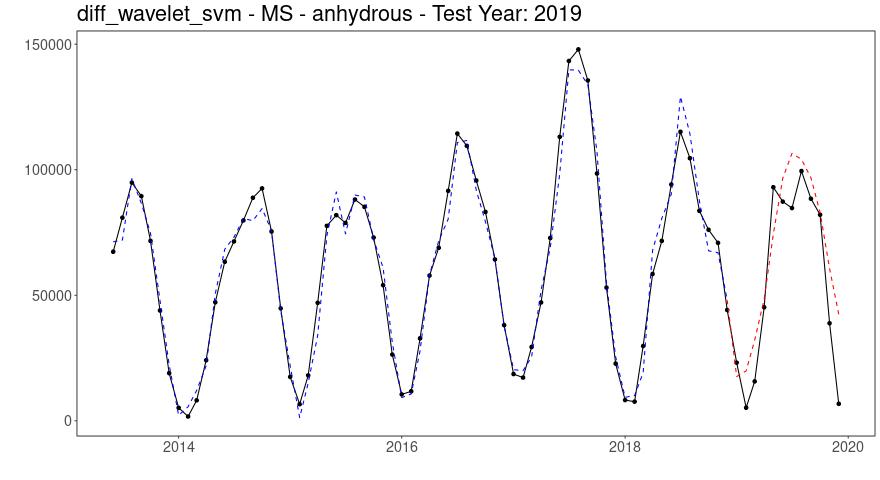 diff_wavelet_svm - MS - anhydrous - Test Year: 2019
150000
100000
50000
0
2014 2016 2018 2020